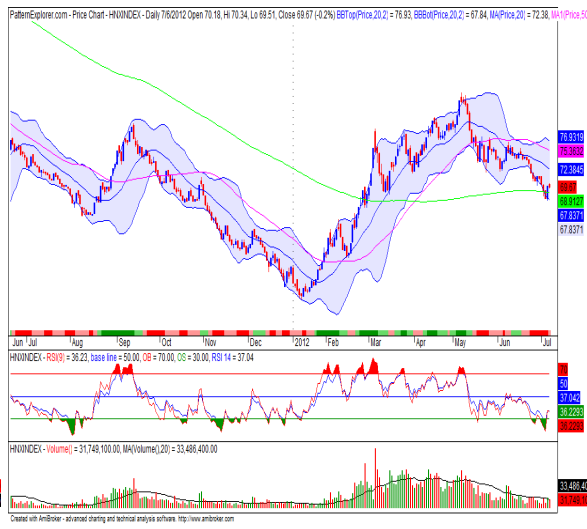 PatternExplorer.com - Price Chart - HNXINDEX - Daily 7/6/2012 Open 70.18, Hi 70.34, Lo 69.51, Close 69.67 (-0.2%) BBTop(Price,20,2) = 76.93, BBBot(Price,20,2) = 67.84, MA(Price,20) = 72.38, MA1(Price,50
76.9319
75.3632
72.3845
69.67
68.9127
67.8371
67.8371
Jun Jul Aug Sep Oct Nov Dec 2012 Feb Mar Apr May Jun Jul
HNXINDEX - RSI(9) = 36.23, base line = 50.00, OB = 70.00, OS = 30.00, RSI 14 = 37.04
70
50
37.042
36.2293
36.2293
HNXINDEX - Volume() = 31,749,100.00, MA(Volume(),20) = 33,486,400.00
33,486,40
31,749,10
Created with AmiBroker - advanced charting and technical analysis software. http://www.amibroker.com